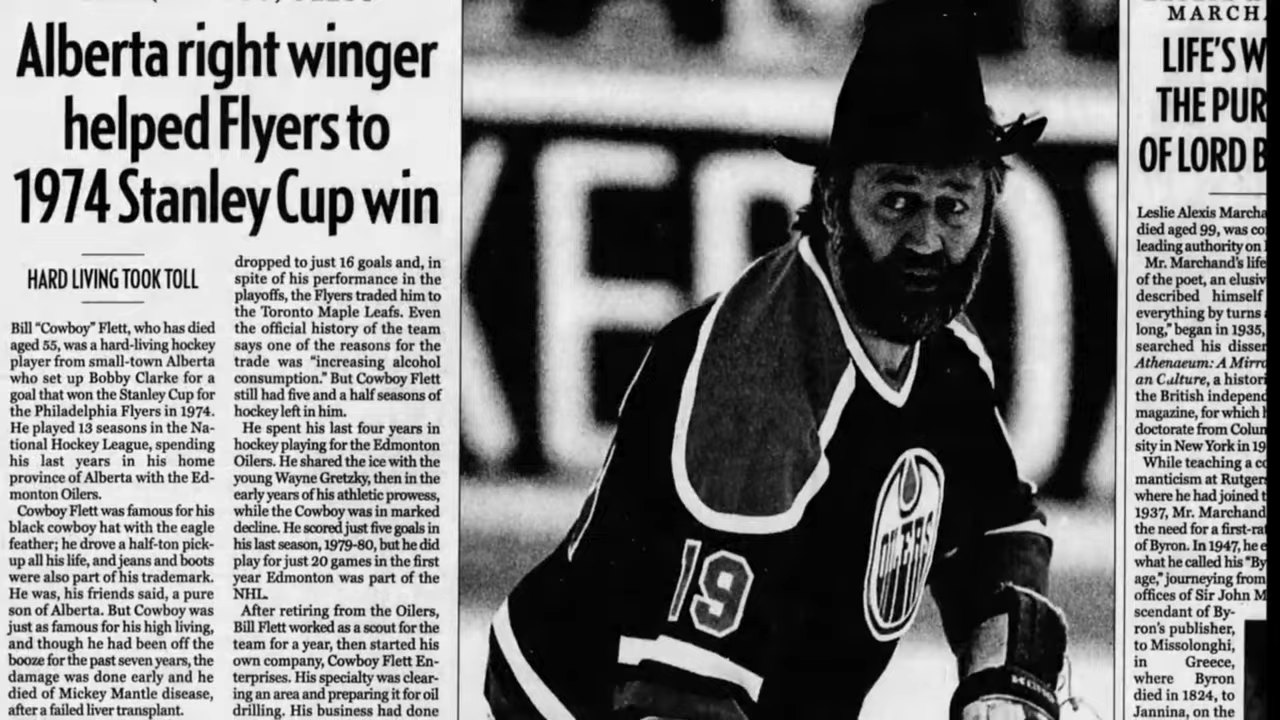 Alberta right winger
helped Flyers to
1974 Stanley Cup win
HARD LIVING TOOK TOLL
Bill “Cowboy” Flett, who has died
aged 55, was a hard-living hockey
player from small-town Alberta
who set up Bobby Clarke for a
goal that won the Stanley Cup for
the Philadelphia Flyers in 1974.
He played 13 seasons in the Na-
tional Hockey League, spending
his last years in his home
province of Alberta with the Ed-
monton Oilers.
Cowboy Flett was famous for his
black cowboy hat with the eagle
feather; he drove a half-ton pick-
up all his life, and jeans and boots
were also part of his trademark.
He was, his friends said, a pure
son of Alberta. But Cowboy was
just as famous for his high living,
and though he had been off the
booze for the past seven years, the
damage was done early and he
died of Mickey Mantle disease,
after a failed liver transplant.
dropped to just 16 goals and, in
spite of his performance in the
playoffs, the Flyers traded him to
the Toronto Maple Leafs. Even
the official history of the team
says one of the reasons for the
trade was “increasing alcohol
consumption.” But Cowboy Flett
still had five and a half seasons of
hockey left in him.
He spent his last four years in
hockey playing for the Edmonton
Oilers. He shared the ice with the
young Wayne Gretzky, then in the
early years of his athletic prowess,
while the Cowboy was in marked
decline. He scored just five goals in
his last season, 1979-80, but he did
play for just 20 games in the first
year Edmonton was part of the
NHL.
After retiring from the Oilers,
Bill Flett worked as a scout for the
team for a year, then started his
own company, Cowboy Flett En-
terprises. His specialty was clear-
ing an area and preparing it for oil
drilling. His business had done
OILERS
19
MARCHA
LIFE’S W
THE PUR
OF LORD B
Leslie Alexis Marcha
died aged 99, was co
leading authority on
Mr. Marchand’s life
of the poet, an elusiv
described himself
everything by turns
long,” began in 1935,
searched his disser
Athenaeum: A Mirro
an Culture, a histori
the British independ
magazine, for which h
doctorate from Colum
sity in New York in 19
While teaching a co
manticism at Rutgers
where he had joined t
1937, Mr. Marchand
the need for a first-rat
of Byron. In 1947, he e
what he called his “By
age,” journeying from
offices of Sir John M
scendant of By-
ron’s publisher,
to Missolonghi,
in Greece,
where Byron
died in 1824, to
Jannina, on the